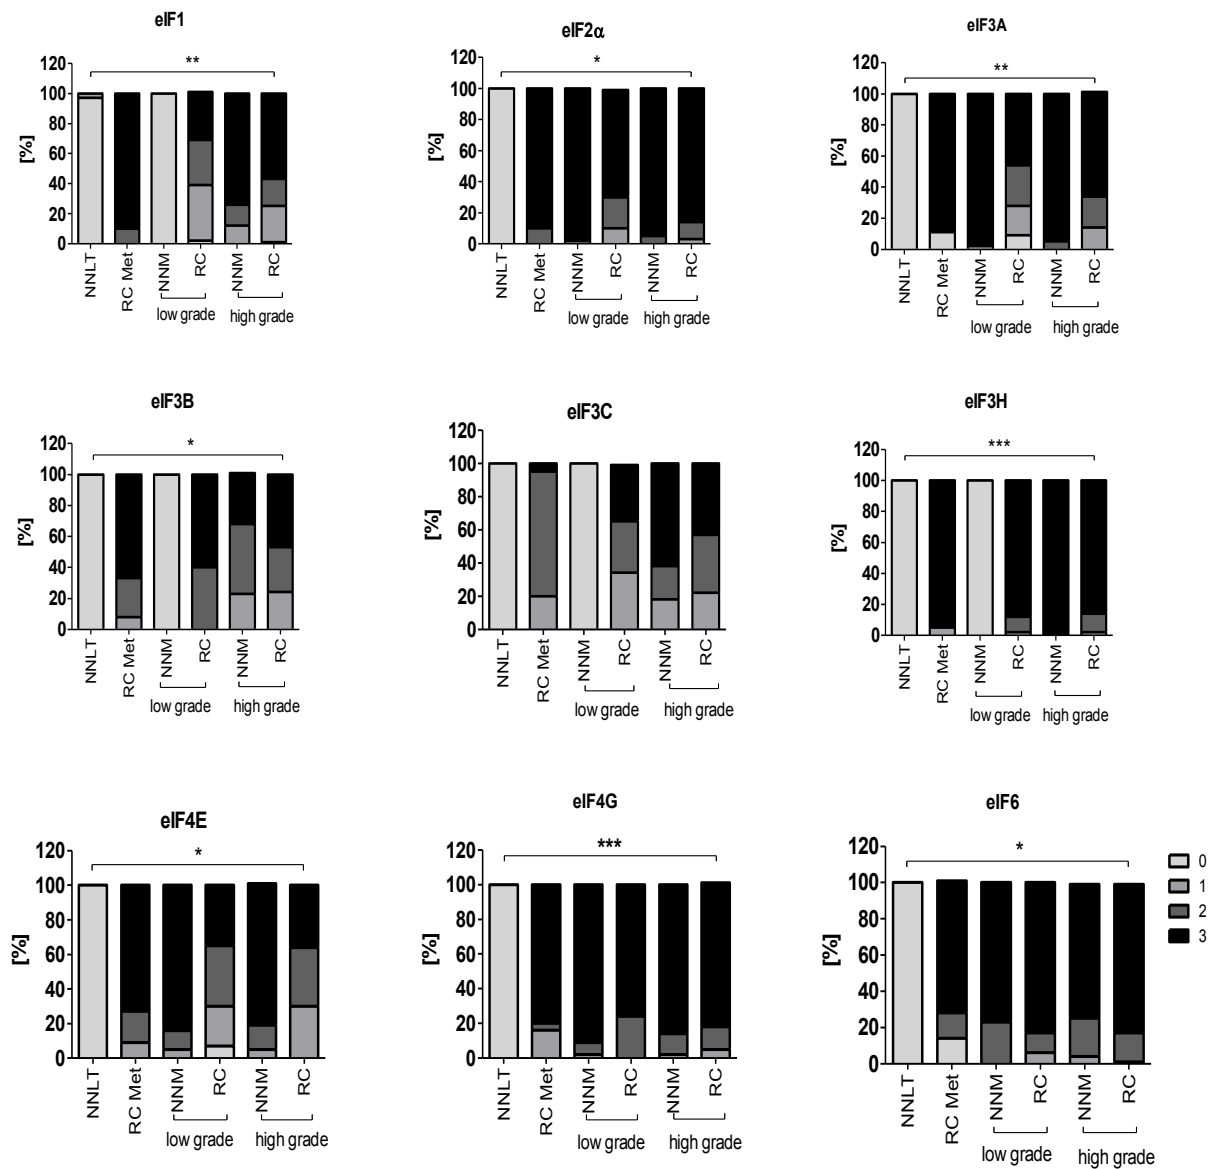 eIF1
**
120
100
80
60
40
20
0
[%]
NNLT
RC Met
NNM
RC
NNM
RC
low grade
high grade
eIF2α
*
120
100
80
60
40
20
0
[%]
NNLT
RC Met
NNM
RC
NNM
RC
low grade
high grade
eIF3A
**
120
100
80
60
40
20
0
[%]
NNLT
RC Met
NNM
RC
NNM
RC
low grade
high grade
eIF3B
*
120
100
80
60
40
20
0
[%]
NNLT
RC Met
NNM
RC
NNM
RC
low grade
high grade
eIF3C
120
100
80
60
40
20
0
[%]
NNLT
RC Met
NNM
RC
NNM
RC
low grade
high grade
eIF3H
***
120
100
80
60
40
20
0
[%]
NNLT
RC Met
NNM
RC
NNM
RC
low grade
high grade
eIF4E
*
120
100
80
60
40
20
0
[%]
NNLT
RC Met
NNM
RC
NNM
RC
low grade
high grade
eIF4G
***
120
100
80
60
40
20
0
[%]
NNLT
RC Met
NNM
RC
NNM
RC
low grade
high grade
eIF6
*
120
100
80
60
40
20
0
[%]
NNLT
RC Met
NNM
RC
NNM
RC
low grade
high grade
0
1
2
3